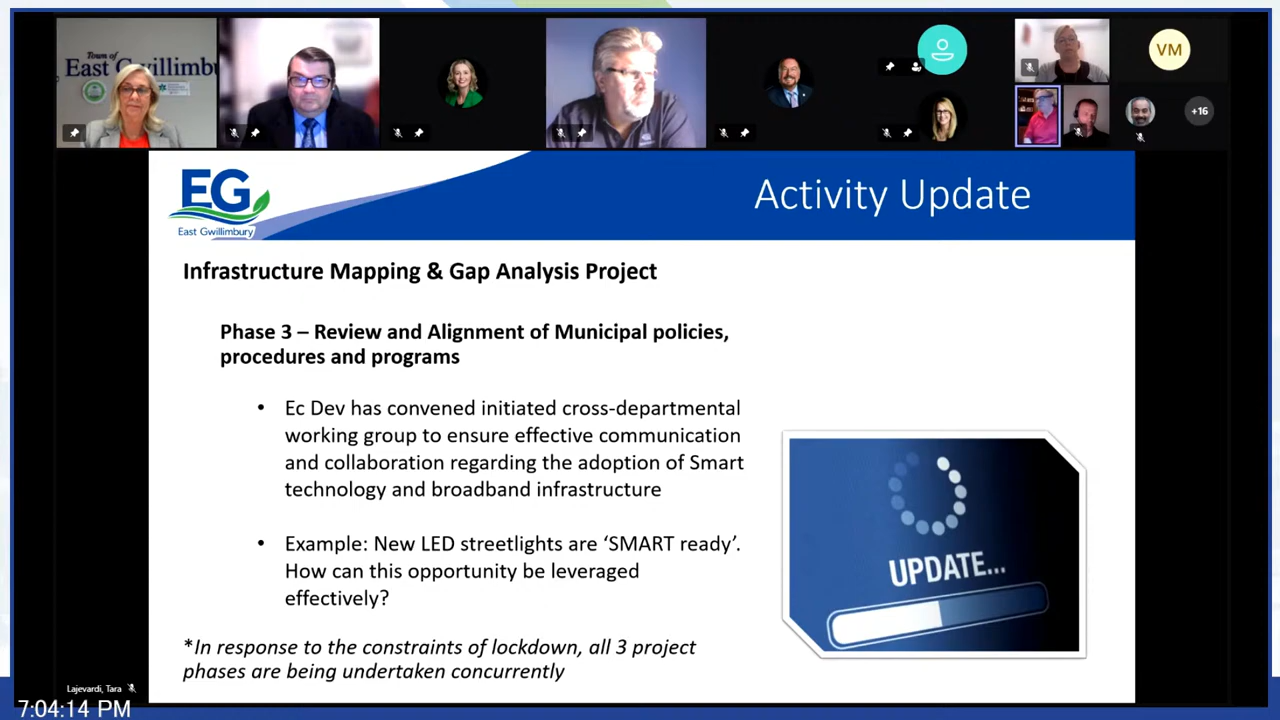 Town of
East Gwillimbu
VM
+16
EG
East Gwillimbury
Activity Update
Infrastructure Mapping & Gap Analysis Project
Phase 3 – Review and Alignment of Municipal policies,
procedures and programs
• Ec Dev has convened initiated cross-departmental
working group to ensure effective communication
and collaboration regarding the adoption of Smart
technology and broadband infrastructure
• Example: New LED streetlights are ‘SMART ready’.
How can this opportunity be leveraged
effectively?
UPDATE...
*In response to the constraints of lockdown, all 3 project
phases are being undertaken concurrently
Lajevardi, Tara
7:04:14 PM